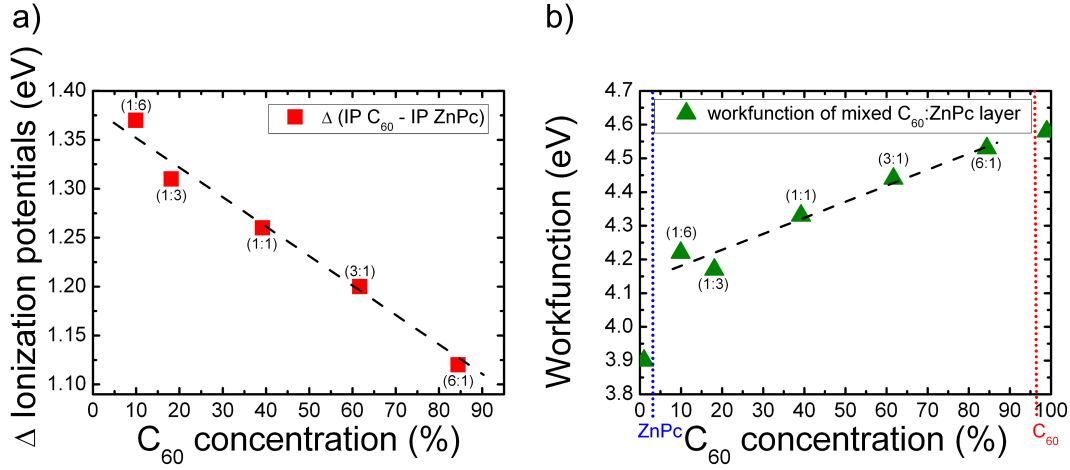 a)
Δ Ionization potentials (eV)
1.40
1.35
1.30
1.25
1.20
1.15
1.10
(1:6)
(1:3)
(1:1)
(3:1)
(6:1)
Δ (IP C60 - IP ZnPc)
0 10 20 30 40 50 60 70 80 90
C60 concentration (%)
b)
Workfunction (eV)
4.7
4.6
4.5
4.4
4.3
4.2
4.1
4.0
3.9
3.8
workfunction of mixed C60:ZnPc layer
(1:6)
(1:3)
(1:1)
(3:1)
(6:1)
0 10 20 30 40 50 60 70 80 90 100
ZnPc
C60 concentration (%)
C60